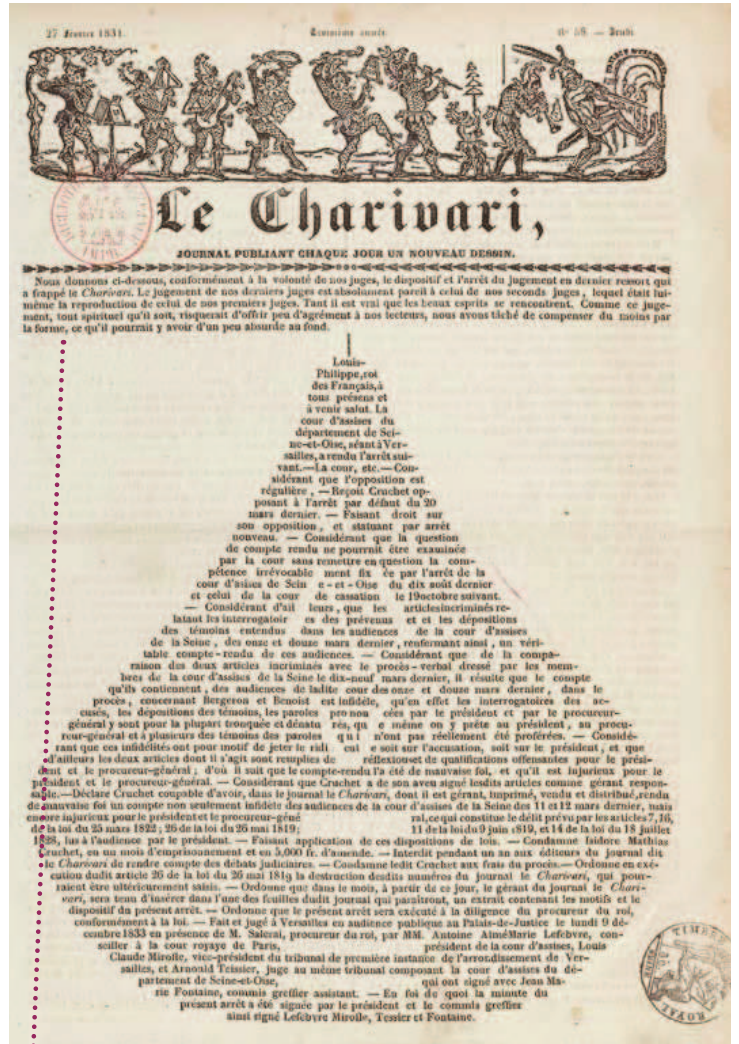 27 Février 1834.
Troisième année
N° 58. — Jeudi
Le Charivari,
JOURNAL PUBLIANT CHAQUE JOUR UN NOUVEAU DESSIN.
Nous donnons ci-dessous, conformément à la volonté de nos juges, le dispositif et l'arrêt du jugement en dernier ressort qui
a frappé le Charivari. Le jugement de nos derniers juges est absolument pareil à celui de nos seconds juges, lequel était lui-
même la reproduction de celui de nos premiers juges. Tant il est vrai que les beaux esprits se rencontrent. Comme ce juge-
ment, tout spirituel qu'il soit, risquerait d'offrir peu d'agrément à nos lecteurs, nous avons tâché de compenser du moins par
la forme, ce qu'il pourrait y avoir d'un peu absurde au fond.
Louis-
Philippe, roi
des Français, à
tous présens et
à venir salut. La
cour d'assises du
département de Sei-
ne-et-Oise, séant à Ver-
sailles, a rendu l'arrêt sui-
vant. — La cour, etc. — Con-
sidérant que l'opposition est
régulière, — Reçoit Cruchet op-
posant à l'arrêt par défaut du 20
mars dernier. — Faisant droit sur
son opposition, et statuant par arrêt
nouveau. — Considérant que la question
de compte rendu ne pourrait être examinée
par la cour sans remettre en question la com-
pétence irrévocable ment fix ée par l'arrêt de la
cour d'asises de Sein e-et-Oise du dix août dernier
et celui de la cour de cassation le 19 octobre suivant.
— Considérant d'ail leurs, que les articles incriminés re-
latant les interrogatoir es des prévenus et et les dépositions
des témoins entendus dans les audiences de la cour d'assises
de la Seine, des onze et douze mars dernier, renfermant ainsi, un véri-
table compte-rendu de ces audiences. — Considérant que de la compa-
raison des deux articles incriminés avec le procès-verbal dressé par les mem-
bres de la cour d'assises de la Seine le dix-neuf mars dernier, il résulte que le compte
qu'ils contiennent, des audiences de ladite cour des onze et douze mars dernier, dans le
procès, concernant Bergeron et Benoist est infidèle, qu'en effet les interrogatoires des ac-
cusés, les dépositions des témoins, les paroles pro non cées par le président et par le procureur-
général y sont pour la plupart tronquée et dénatu rés, qu e même on y prête au président, au procu-
reur-général et à plusieurs des témoins des paroles qu i n'ont pas réellement été proférées. — Considé-
rant que ces infidélités ont pour motif de jeter le ridi cul e soit sur l'accusation, soit sur le président, et que
d'ailleurs les deux articles dont il s'agit sont remplies de réflexions et de qualifications offensantes pour le prési-
dent et le procureur-général; d'où il suit que le compte-rendu l'a été de mauvaise foi, et qu'il est injurieux pour le
président et le procureur-général. — Considérant que Cruchet a de son aveu signé lesdits articles comme gérant respon-
sable. — Déclare Cruchet coupable d'avoir, dans le journal le Charivari, dont il est gérant, imprimé, vendu et distribué, rendu
de mauvaise foi un compte non seulement infidèle des audiences de la cour d'assises de la Seine des 11 et 12 mars dernier, mais
encore injurieux pour le président et le procureur-géné ral, ce qui constitue le délit prévu par les articles 7, 16,
de la loi du 25 mars 1822; 26 de la loi du 26 mai 1819; 11 de la loi du 9 juin 1819, et 14 de la loi du 18 juillet
1828, lus à l'audience par le président. — Faisant application de ces dispositions de lois. — Condamne Isidore Mathias
Cruchet, en un mois d'emprisonnement et en 5,000 fr. d'amende. — Interdit pendant un an aux éditeurs du journal dit
le Charivari de rendre compte des débats judiciaires. — Condamne ledit Cruchet aux frais du procès. — Ordonne en exé-
cution dudit article 26 de la loi du 26 mai 1819 la destruction desdits numéros du journal le Charivari, qui pour-
raient être ultérieurement saisis. — Ordonne que dans le mois, à partir de ce jour, le gérant du journal le Chari-
vari, sera tenu d'insérer dans l'une des feuilles dudit journal qui paraîtront, un extrait contenant les motifs et le
dispositif du présent arrêt. — Ordonne que le présent arrêt sera exécuté à la diligence du procureur du roi,
conformément à la loi. — Fait et jugé à Versailles en audience publique au Palais-de-Justice le lundi 9 dé-
cembre 1833 en présence de M. Salerai, procureur du roi, par MM. Antoine AiméMarie Lefebvre, con-
seiller à la cour royaye de Paris, président de la cour d'assises, Louis
Claude Mirofle, vice-président du tribunal de première instance de l'arrondissement de Ver-
sailles, et Arnoald Teissier, juge au même tribunal composant la cour d'assises du dé-
partement de Seine-et-Oise, qui ont signé avec Jean Ma-
rie Fontaine, commis greffier assistant. — En foi de quoi la minute du
présent arrêt a été signée par le président et le commis greffier
ainsi signé Lefebvre Mirolle, Tessier et Fontaine.
TIMBRE
ROYAL